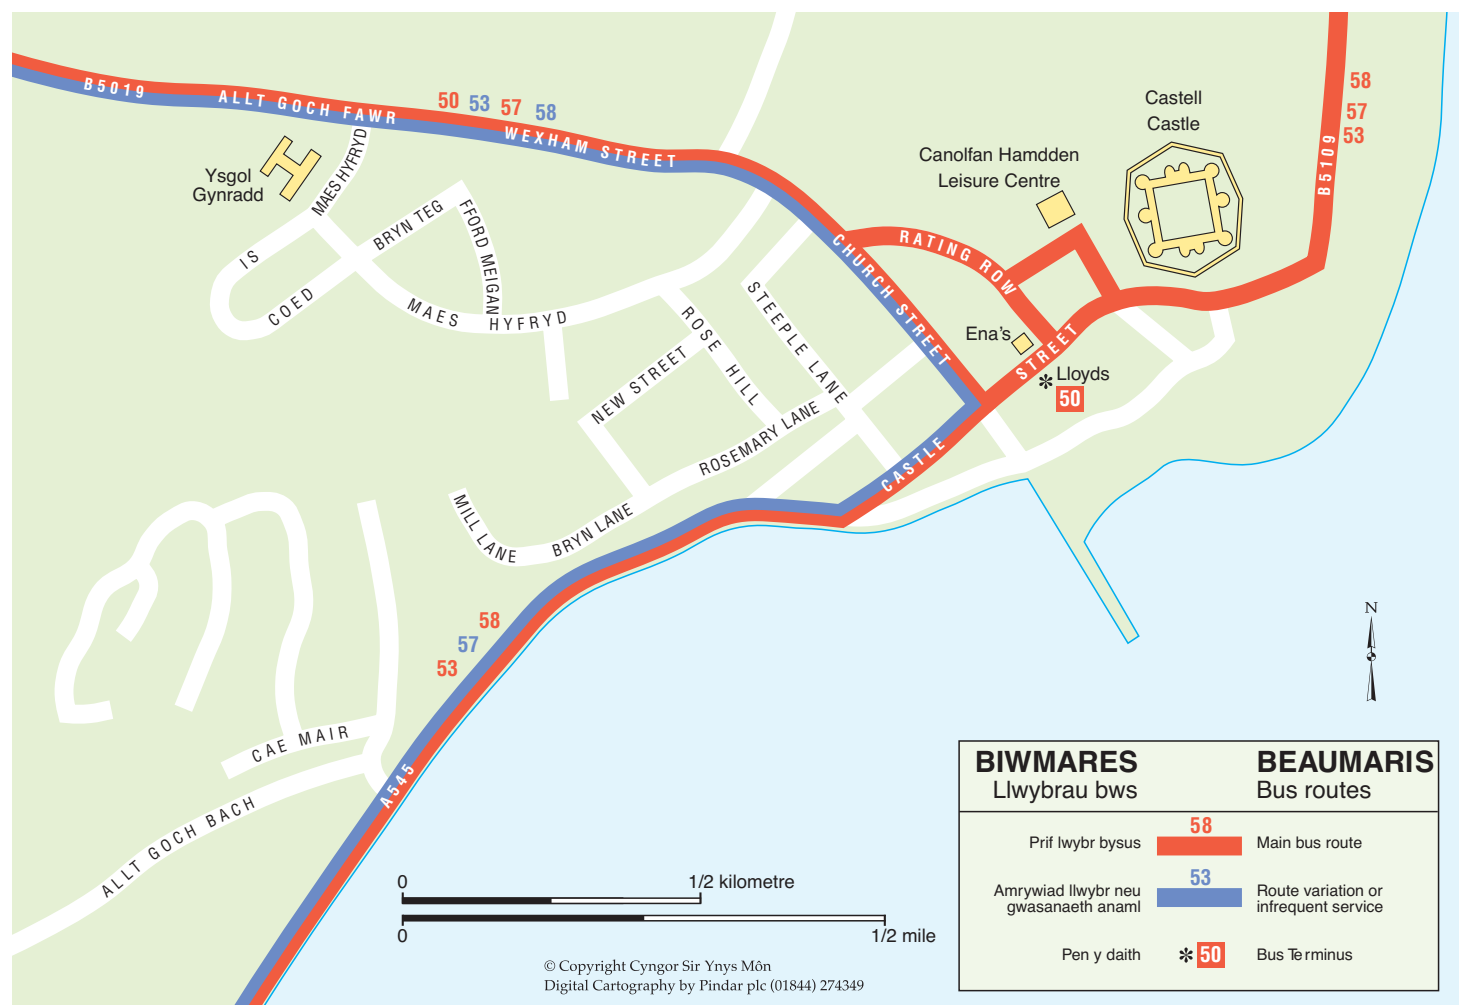 B5019
ALLT GOCH FAWR
50 53 57 58
WEXHAM STREET
Ysgol
Gynradd
MAES HYFRYD
IS
COED
BRYN TEG
FFORD MEIGAN
MAES HYFRYD
Castell
Castle
Canolfan Hamdden
Leisure Centre
58
57
53
B5109
RATING ROW
CHURCH STREET
Ena's
STREET
Lloyds
* 50
ROSE HILL
STEEPLE LANE
NEW STREET
ROSEMARY LANE
CASTLE
MILL LANE
BRYN LANE
58
57
53
CAE MAIR
A545
ALLT GOCH BACH
N
0 1/2 kilometre
0 1/2 mile
© Copyright Cyngor Sir Ynys Môn
Digital Cartography by Pindar plc (01844) 274349
BIWMARES BEAUMARIS
Llwybrau bws Bus routes
58
Prif lwybr bysus Main bus route
53
Amrywiad llwybr neu Route variation or
gwasanaeth anaml infrequent service
Pen y daith * 50 Bus Terminus